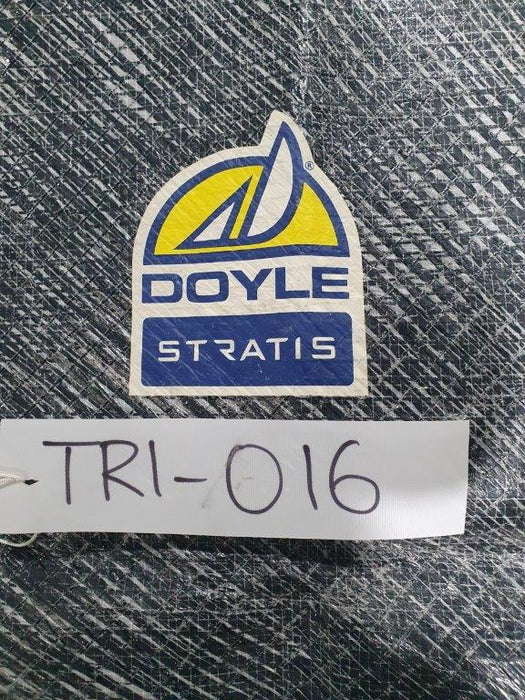 ®
DOYLE
STRATIS
TRI-016